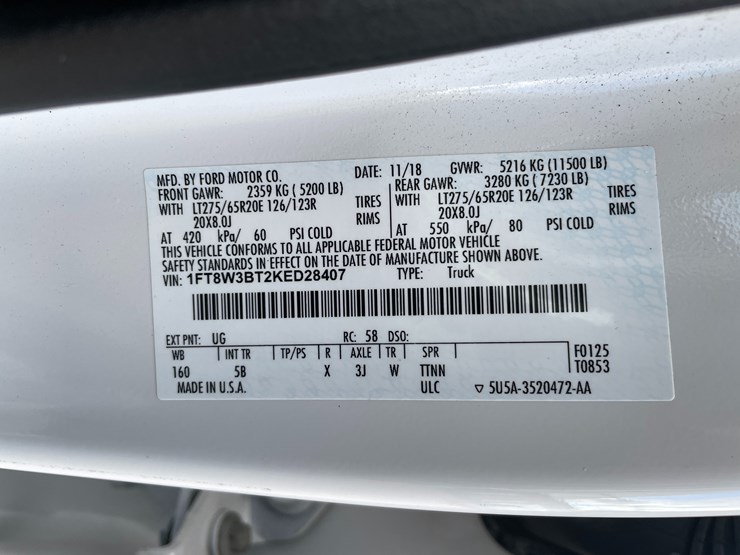 MFD. BY FORD MOTOR CO. DATE: 11/18 GVWR: 5216 KG (11500 LB)
FRONT GAWR: 2359 KG ( 5200 LB) REAR GAWR: 3280 KG ( 7230 LB)
WITH LT275/65R20E 126/123R TIRES WITH LT275/65R20E 126/123R TIRES
20X8.0J RIMS 20X8.0J RIMS
AT 420 kPa/ 60 PSI COLD AT 550 kPa/ 80 PSI COLD
THIS VEHICLE CONFORMS TO ALL APPLICABLE FEDERAL MOTOR VEHICLE
SAFETY STANDARDS IN EFFECT ON THE DATE OF MANUFACTURE SHOWN ABOVE.
VIN: 1FT8W3BT2KED28407 TYPE: Truck
EXT PNT: UG RC: 58 DSO:
WB INT TR TP/PS R AXLE TR SPR F0125
160 5B X 3J W TTNN T0853
MADE IN U.S.A. ULC ▽ 5U5A-3520472-AA